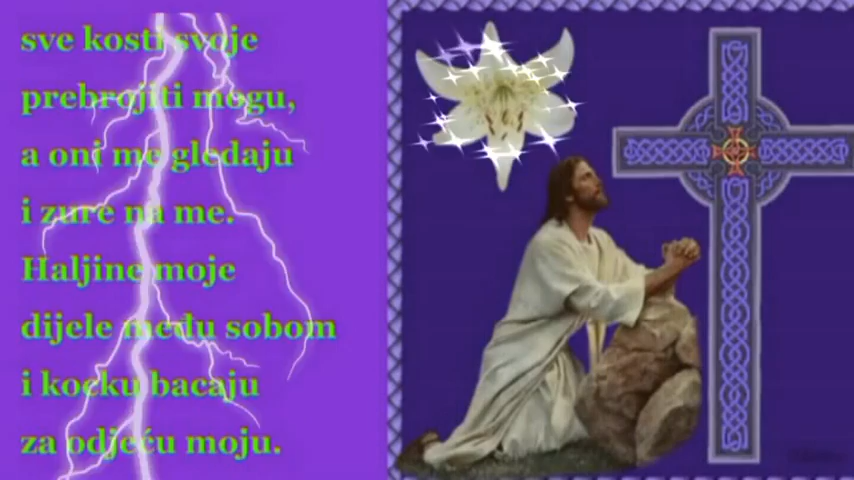 sve kosti svoje
prebrojiti mogu,
a oni me gledaju
i zure na me.
Haljine moje
dijele među sobom
i kocku bacaju
za odjeću moju.